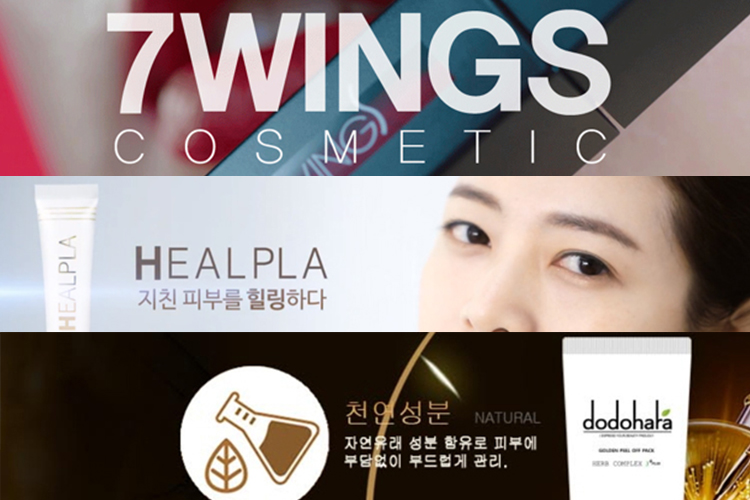 7WINGS
COSMETIC
WINGS
HEALPLA
HEALPLA
지친 피부를 힐링하다
천연성분 NATURAL
자연유래 성분 함유로 피부에
부담없이 부드럽게 관리.
dodohara
GOLDEN PEEL OFF PACK
HERB COMPLEX 3